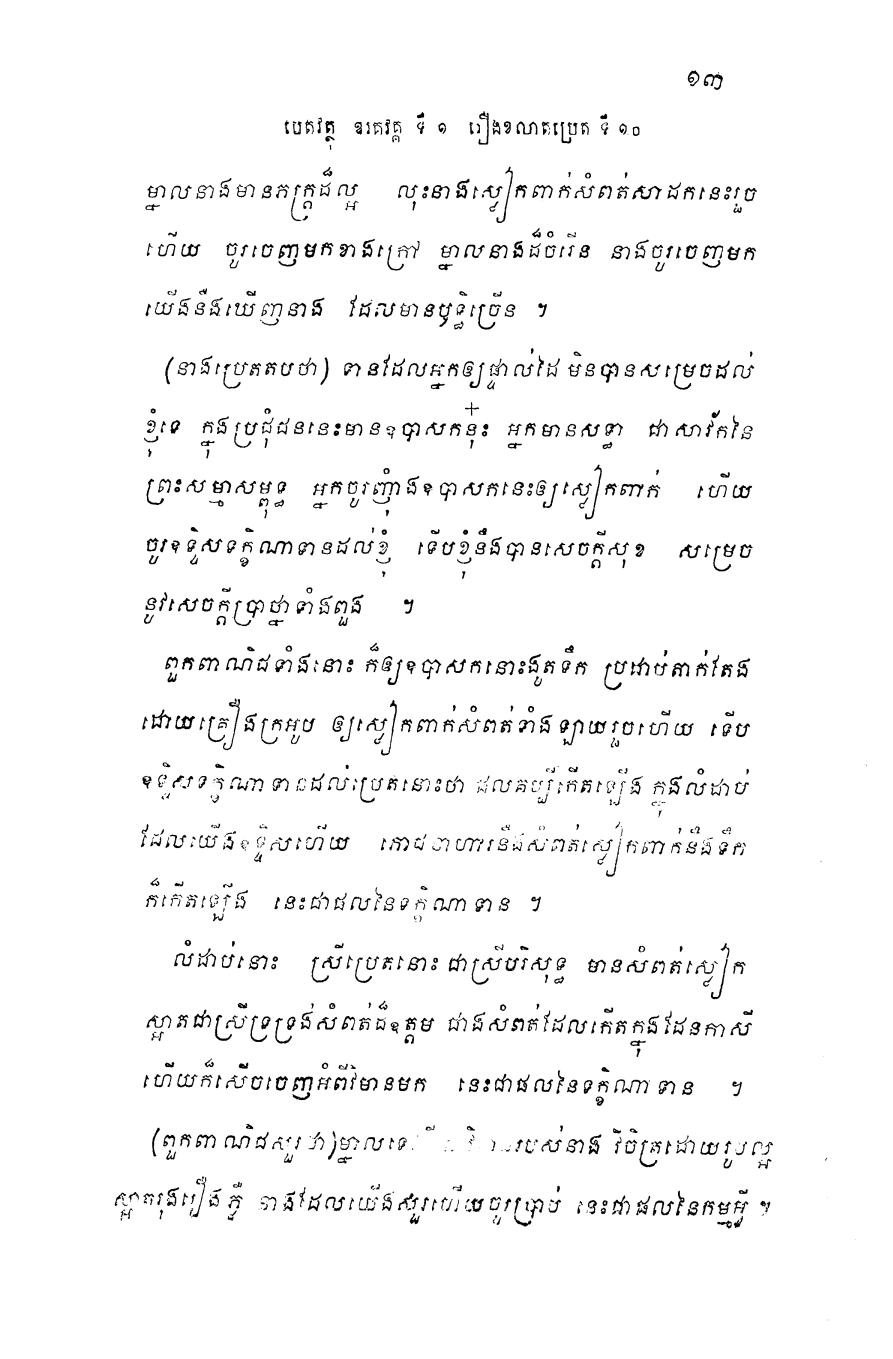 ១៣
បេតវត្ថុ ឧរគវគ្គ ទី ១ រឿងខលាតប្រេត ទី ១០
ម្នាលនាងមានភក្ត្រដ៏ល្អ លុះនាងស្លៀកពាក់សំពត់សាដកនេះរួច
ហើយ ចូរចេញមកខាងក្រៅ ម្នាលនាងដ៏ចំរើន នាងចូរចេញមក
យើងនឹងឃើញនាង ដែលមានឫទ្ធិច្រើន ។
(នាងប្រេតតបថា) ទានដែលអ្នកឲ្យផ្ទាល់ដៃ មិនបានសម្រេចដល់
ខ្ញុំទេ ក្នុងប្រជុំជននេះមានឧបាសកនុ៎ះ អ្នកមានសទ្ធា ជាសាវ័កនៃ
ព្រះសម្មាសម្ពុទ្ធ អ្នកចូរញុំាងឧបាសកនេះឲ្យស្លៀកពាក់ ហើយ
ចូរឧទ្ទិសទក្ខិណាទានដល់ខ្ញុំ ទើបខ្ញុំនឹងបានសេចក្តីសុខ សម្រេច
នូវសេចក្តីប្រាថ្នាទាំងពួង ។
ពួកពាណិជទាំងនោះ ក៏ឲ្យឧបាសកនោះងូតទឹក ប្រដាប់តាក់តែង
ដោយគ្រឿងក្រអូប ឲ្យស្លៀកពាក់សំពត់ទាំងឡាយរួចហើយ ទើប
ឧទ្ទិសទក្ខិណាទានដល់ប្រេតនោះថា ផលគប្បីកើតឡើង ក្នុងលំដាប់
ដែលយើងឧទ្ទិសហើយ ភោជនាហារនឹងសំពត់ស្លៀកពាក់នឹងទឹក
ក៏កើតឡើង នេះជាផលនៃទក្ខិណាទាន ។
លំដាប់នោះ ស្រីប្រេតនោះ ជាស្រីបរិសុទ្ធ មានសំពត់ស្លៀក
ស្អាតជាស្រីទ្រទ្រង់សំពត់ដ៏ឧត្តម ជាងសំពត់ដែលកើតក្នុងដែនកាសី
ហើយក៏សើចចេញអំពីវិមានមក នេះជាផលនៃទក្ខិណាទាន ។
(ពួកពាណិជសួរថា) ម្នាលទេ របស់នាង វិចិត្រដោយរូបល្អ
ស្អាតរុងរឿងភ្លឺ នាងដែលយើងសួរហើយចូរប្រាប់ នេះជាផលនៃកម្មអ្វី ។